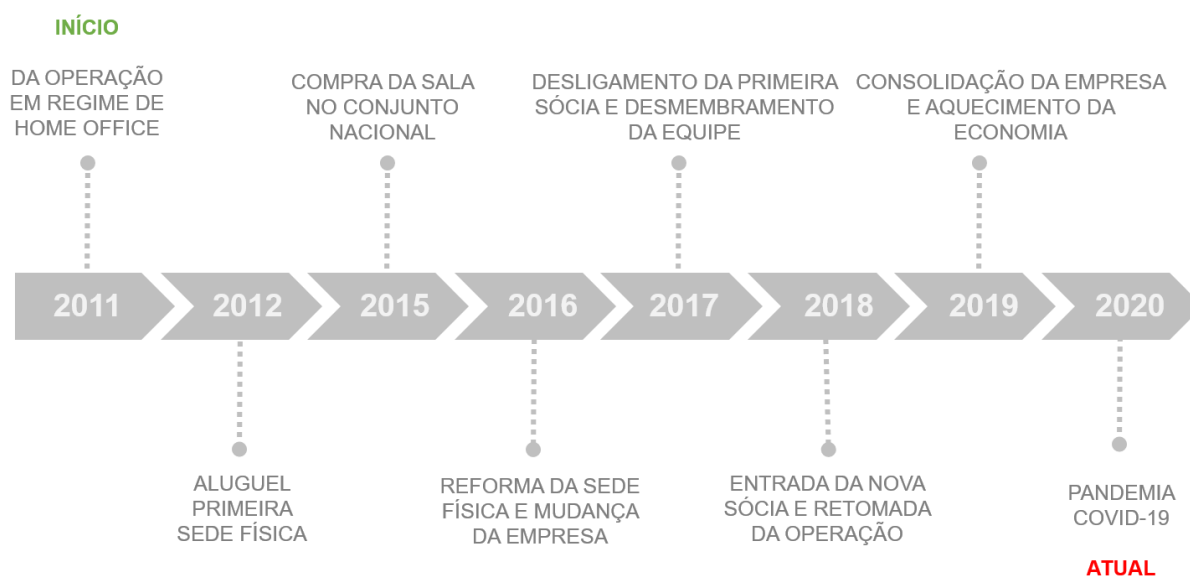 INÍCIO
DA OPERAÇÃO
EM REGIME DE
HOME OFFICE
COMPRA DA SALA
NO CONJUNTO
NACIONAL
DESLIGAMENTO DA PRIMEIRA
SÓCIA E DESMEMBRAMENTO
DA EQUIPE
CONSOLIDAÇÃO DA EMPRESA
E AQUECIMENTO DA
ECONOMIA
2011
2012
2015
2016
2017
2018
2019
2020
ALUGUEL
PRIMEIRA
SEDE FÍSICA
REFORMA DA SEDE
FÍSICA E MUDANÇA
DA EMPRESA
ENTRADA DA NOVA
SÓCIA E RETOMADA
DA OPERAÇÃO
PANDEMIA
COVID-19
ATUAL